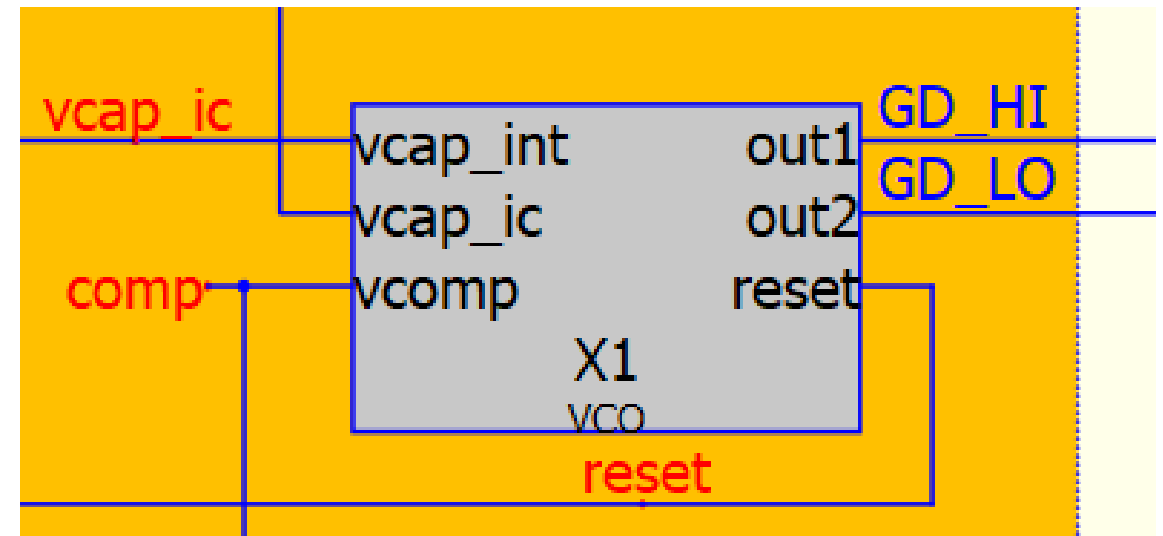 vcap_ic GD_HI
vcap_int out1
GD_LO
vcap_ic out2
comp vcomp reset
X1
VCO
reset